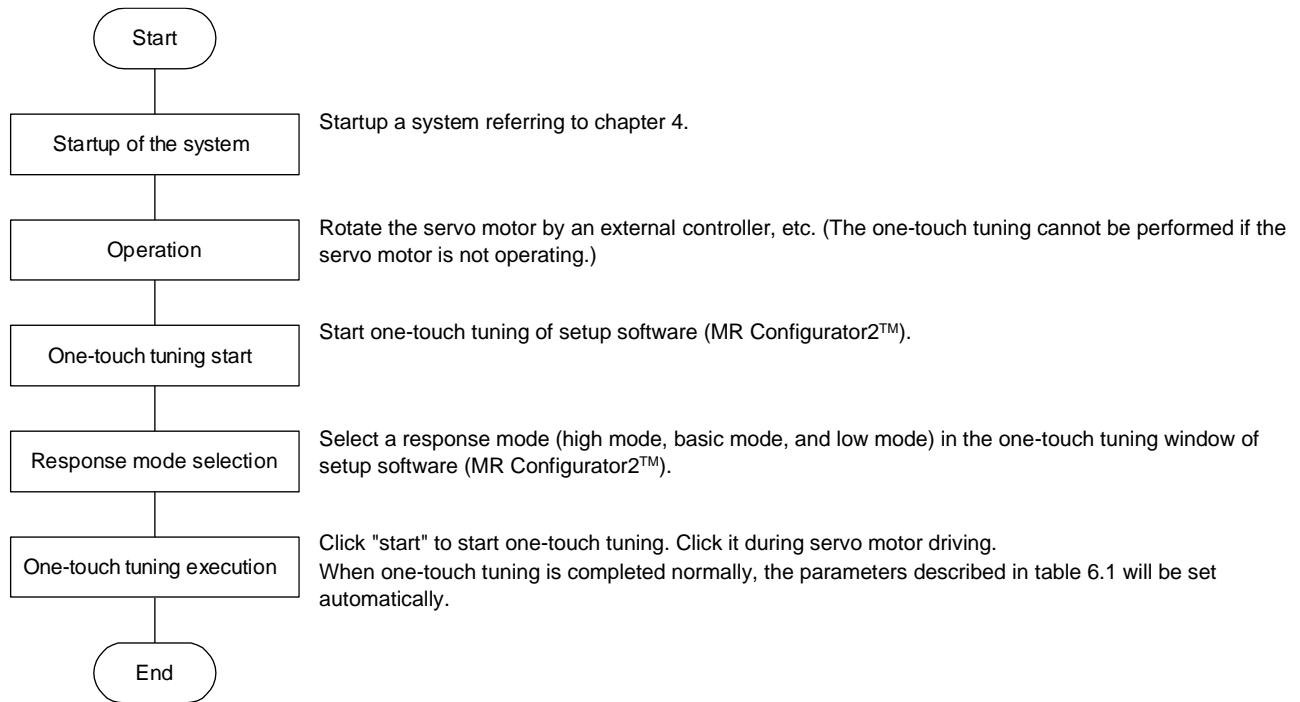 Start
Startup of the system
Startup a system referring to chapter 4.
Operation
Rotate the servo motor by an external controller, etc. (The one-touch tuning cannot be performed if the
servo motor is not operating.)
One-touch tuning start
Start one-touch tuning of setup software (MR Configurator2™).
Response mode selection
Select a response mode (high mode, basic mode, and low mode) in the one-touch tuning window of
setup software (MR Configurator2™).
One-touch tuning execution
Click "start" to start one-touch tuning. Click it during servo motor driving.
When one-touch tuning is completed normally, the parameters described in table 6.1 will be set
automatically.
End